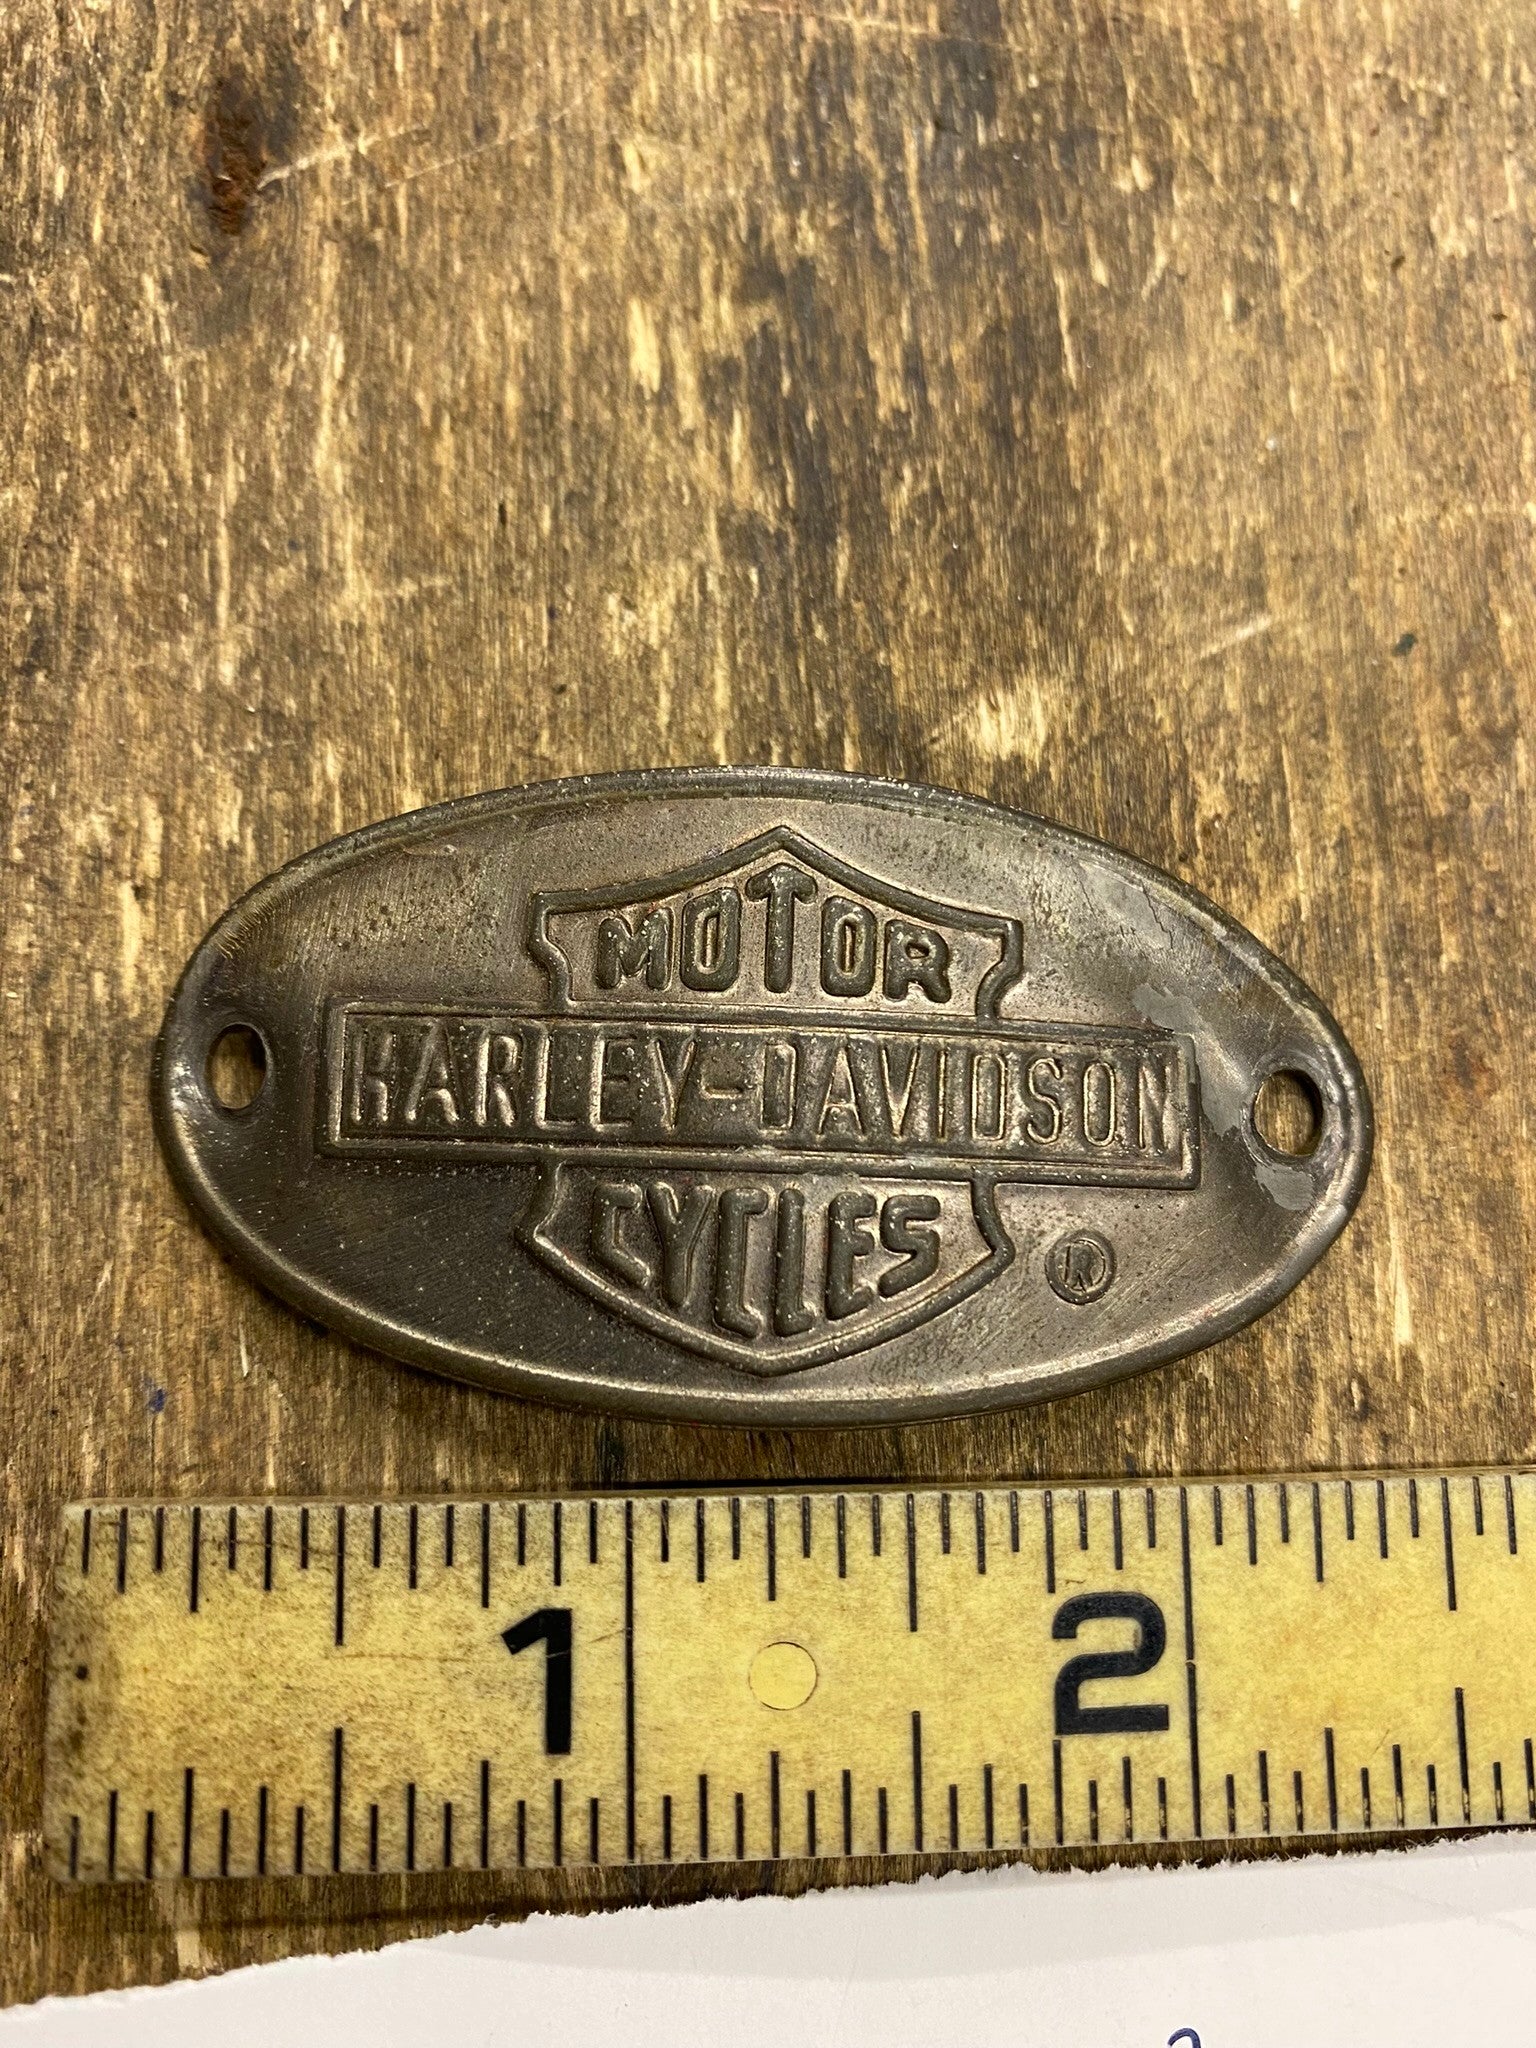 MOTOR
HARLEY-DAVIDSON
CYCLES
®
1 2